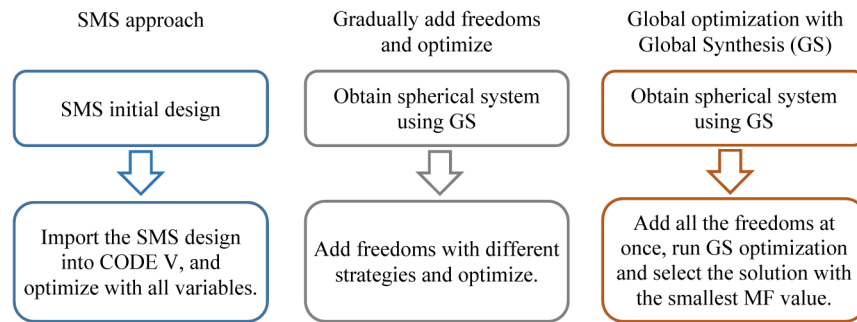 SMS approach
Gradually add freedoms
and optimize
Global optimization with
Global Synthesis (GS)
SMS initial design
Obtain spherical system
using GS
Obtain spherical system
using GS
Import the SMS design
into CODE V, and
optimize with all variables.
Add freedoms with different
strategies and optimize.
Add all the freedoms at
once, run GS optimization
and select the solution with
the smallest MF value.